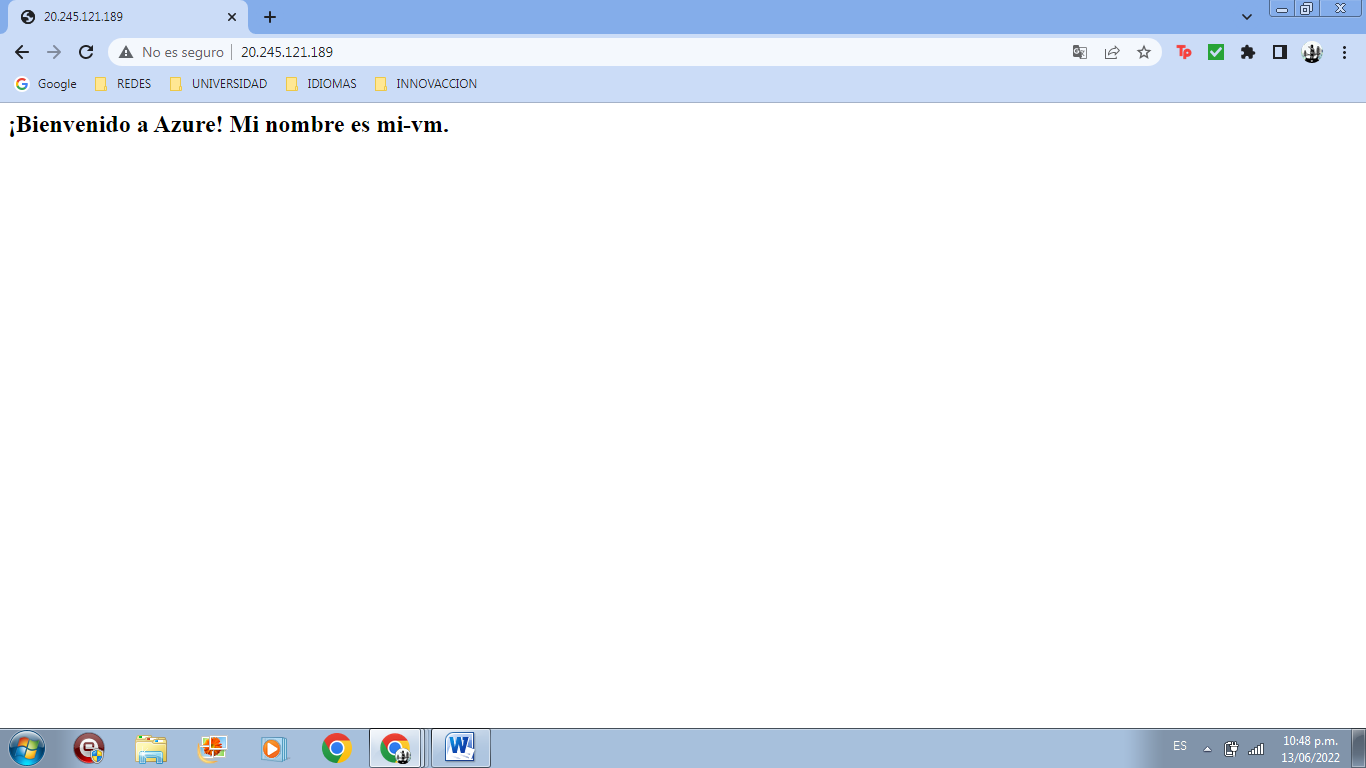 20.245.121.189
No es seguro 20.245.121.189
Google REDES UNIVERSIDAD IDIOMAS INNOVACCION
¡Bienvenido a Azure! Mi nombre es mi-vm.
ES 10:48 p.m.
13/06/2022